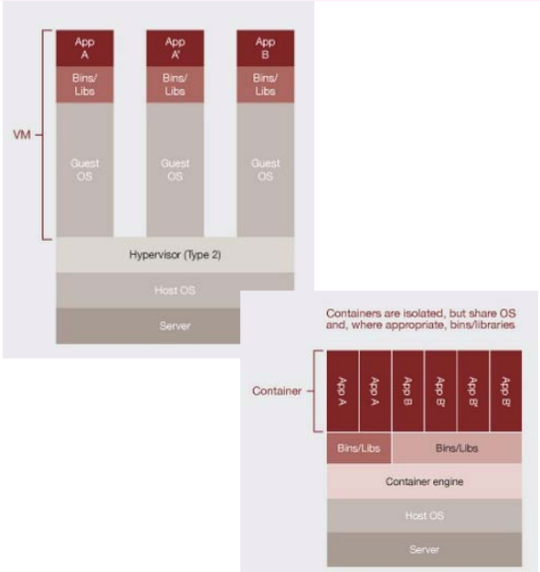 App
A
App
A'
App
B
Bins/
Libs
Bins/
Libs
Bins/
Libs
VM
Guest
OS
Guest
OS
Guest
OS
Hypervisor (Type 2)
Host OS
Server
Containers are isolated, but share OS
and, where appropriate, bins/libraries
Container
App A
App A
App B
App B'
App B'
App B'
Bins/Libs
Bins/Libs
Container engine
Host OS
Server